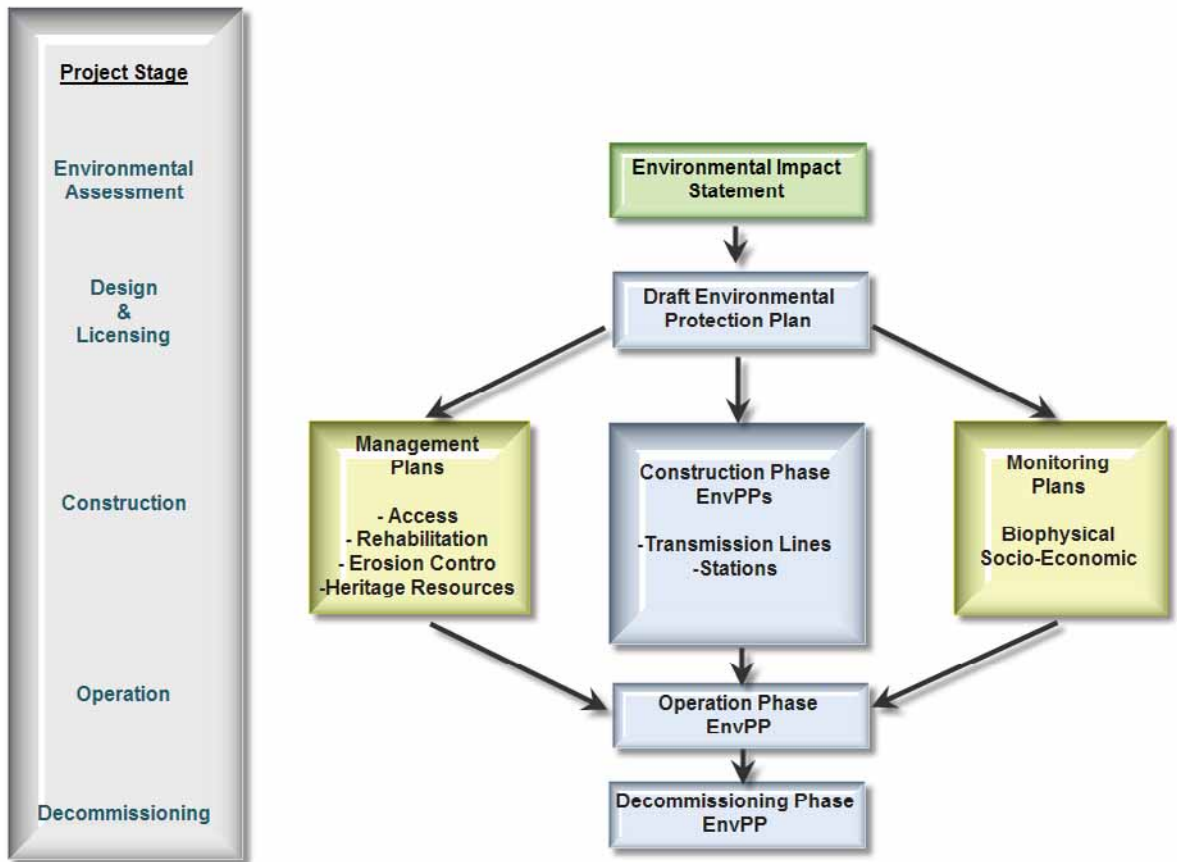 Project Stage
Environmental
Assessment
Design
&
Licensing
Construction
Operation
Decommissioning
Environmental Impact
Statement
Draft Environmental
Protection Plan
Management
Plans
- Access
- Rehabilitation
- Erosion Contro
-Heritage Resources
Construction Phase
EnvPPs
-Transmission Lines
-Stations
Monitoring
Plans
Biophysical
Socio-Economic
Operation Phase
EnvPP
Decommissioning Phase
EnvPP